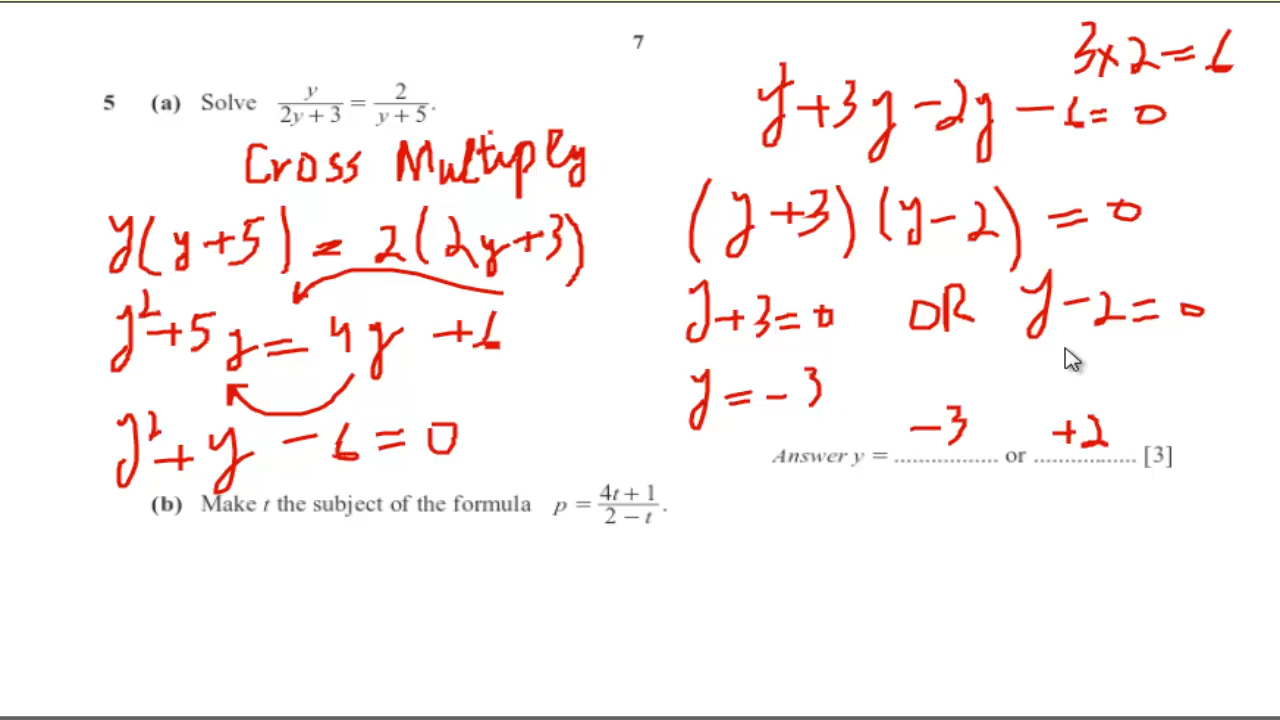 7
5 (a) Solve y/(2y + 3) = 2/(y + 5).
Cross Multiply
y(y+5) = 2(2y+3)
y²+5y = 4y +6
y²+y -6=0
3×2=6
y²+3y-2y-6=0
(y+3)(y-2)=0
y+3=0 OR y-2=0
y=-3
-3 +2
Answer y = .................. or .................. [3]
(b) Make t the subject of the formula p = (4t + 1)/(2 − t).